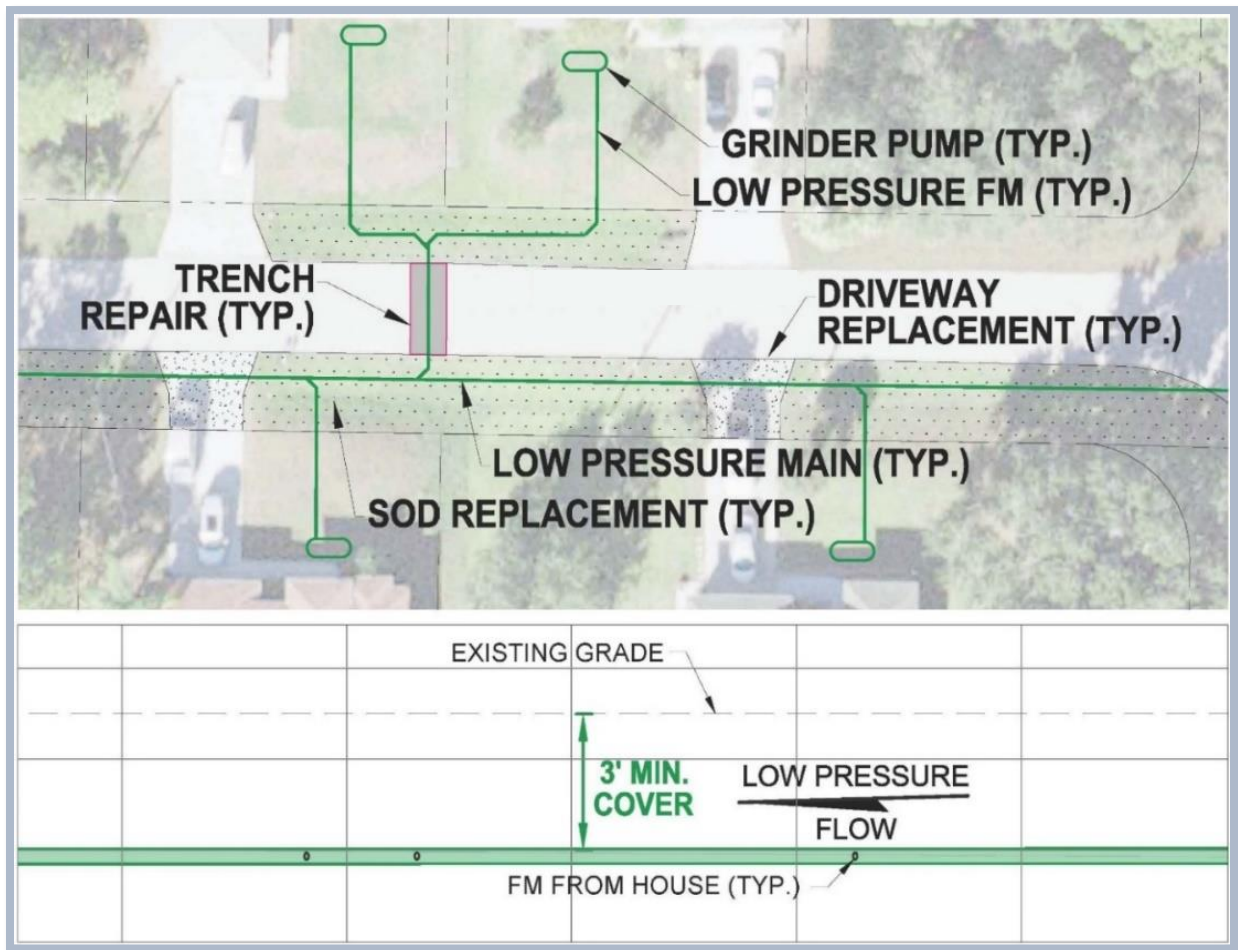 GRINDER PUMP (TYP.)
LOW PRESSURE FM (TYP.)
TRENCH
REPAIR (TYP.)
DRIVEWAY
REPLACEMENT (TYP.)
LOW PRESSURE MAIN (TYP.)
SOD REPLACEMENT (TYP.)
EXISTING GRADE
3' MIN.
COVER
LOW PRESSURE
FLOW
FM FROM HOUSE (TYP.)